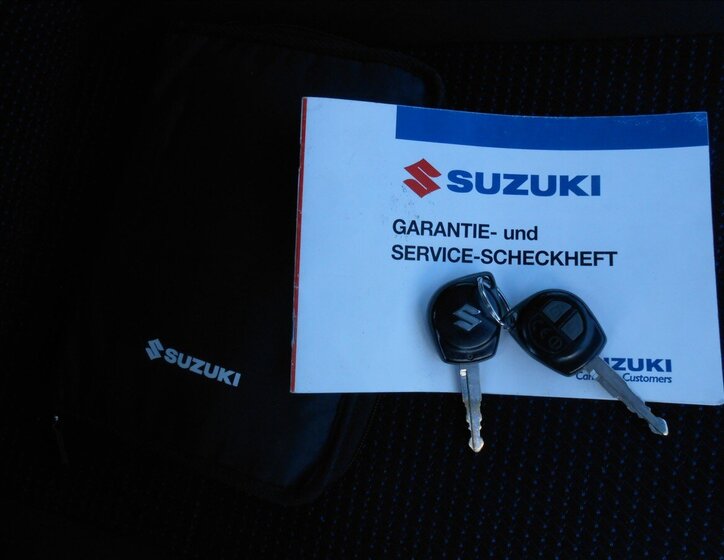 SUZUKI
GARANTIE- und
SERVICE-SCHECKHEFT
SUZUKI
Customers
SUZUKI